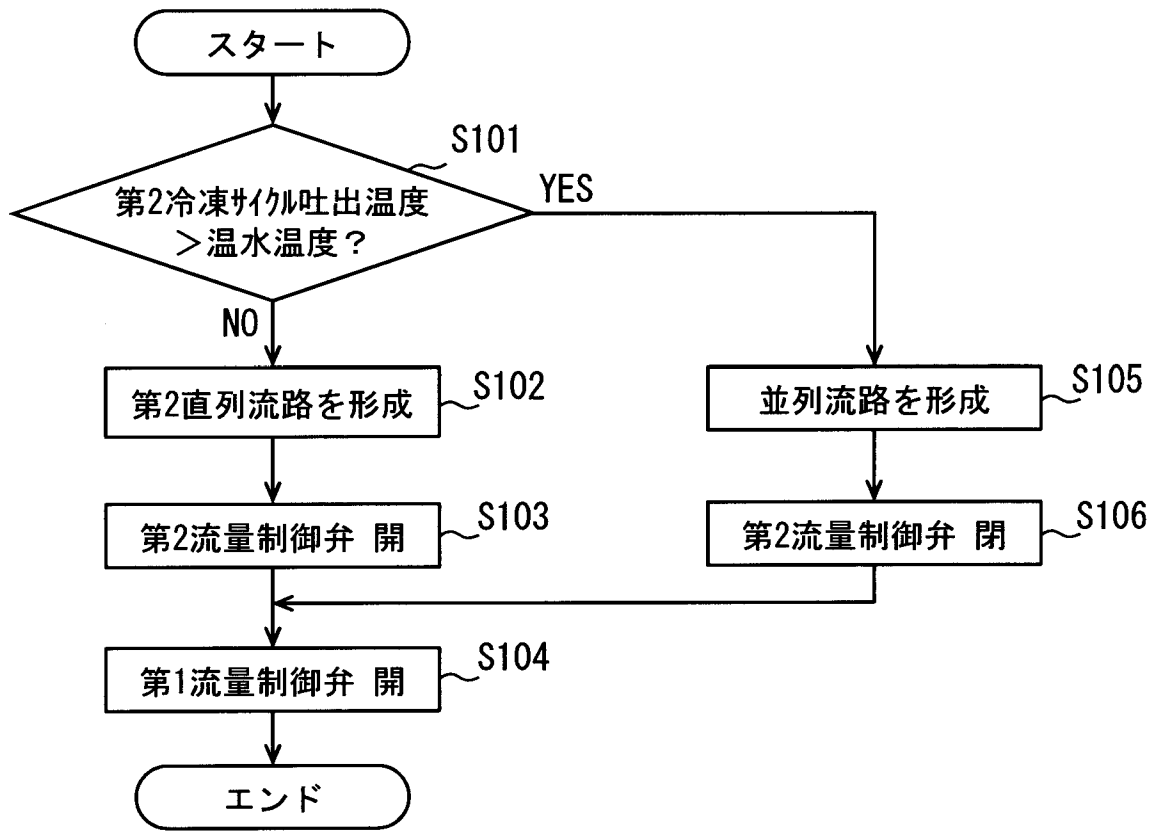 スタート
S101
第2冷凍ｻｲｸﾙ吐出温度
＞温水温度？
YES
NO
第2直列流路を形成
S102
並列流路を形成
S105
第2流量制御弁 開
S103
第2流量制御弁 閉
S106
第1流量制御弁 開
S104
エンド